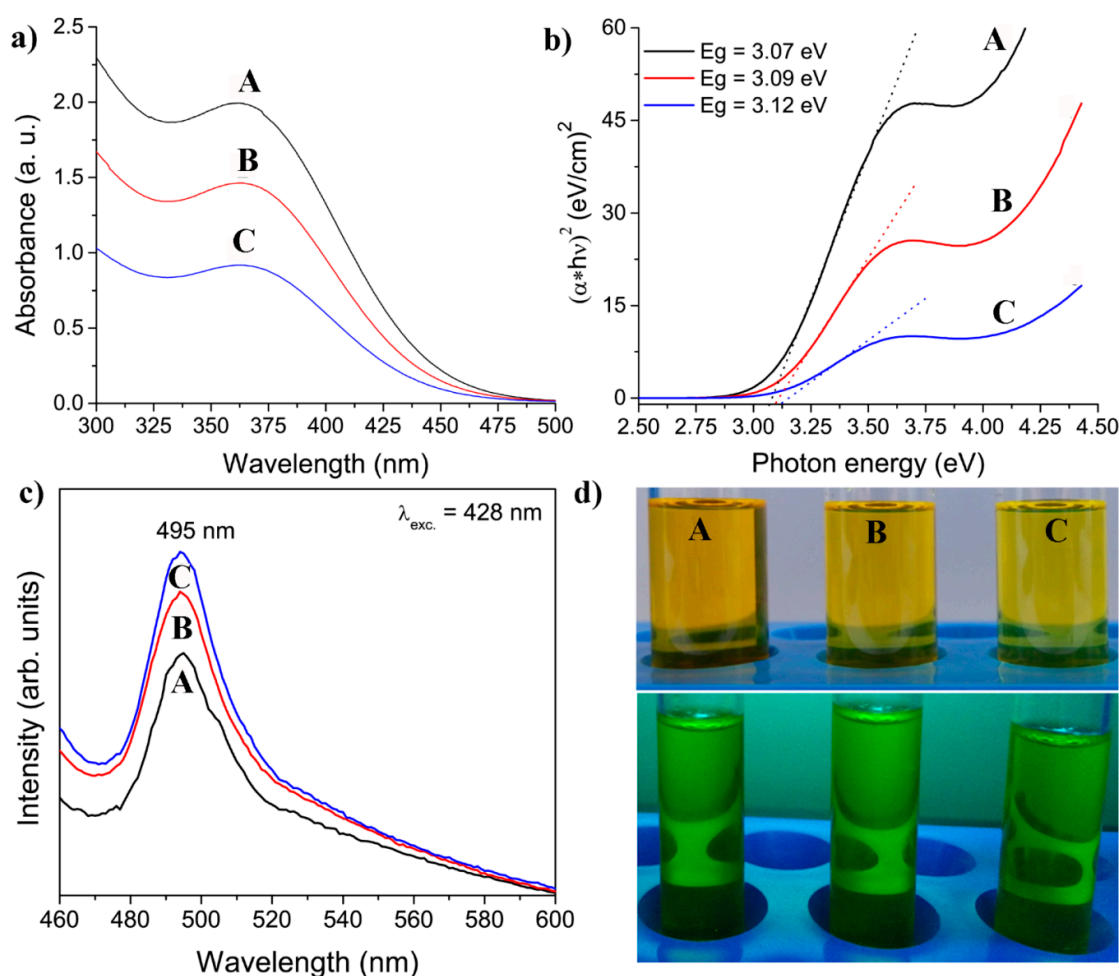 a)
2.5
2.0
1.5
1.0
0.5
0.0
A
B
C
300 325 350 375 400 425 450 475 500
Wavelength (nm)
Absorbance (a. u.)
b)
60
45
30
15
0
Eg = 3.07 eV
Eg = 3.09 eV
Eg = 3.12 eV
A
B
C
2.50 2.75 3.00 3.25 3.50 3.75 4.00 4.25 4.50
Photon energy (eV)
(α*hν)² (eV/cm)²
c)
λexc. = 428 nm
495 nm
C
B
A
460 480 500 520 540 560 580 600
Wavelength (nm)
Intensity (arb. units)
d)
A B C